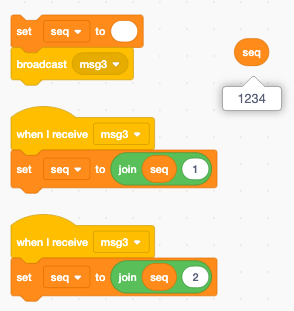 set seq ▾ to
broadcast msg3 ▾
seq
1234
when I receive msg3 ▾
set seq ▾ to join seq 1
when I receive msg3 ▾
set seq ▾ to join seq 2